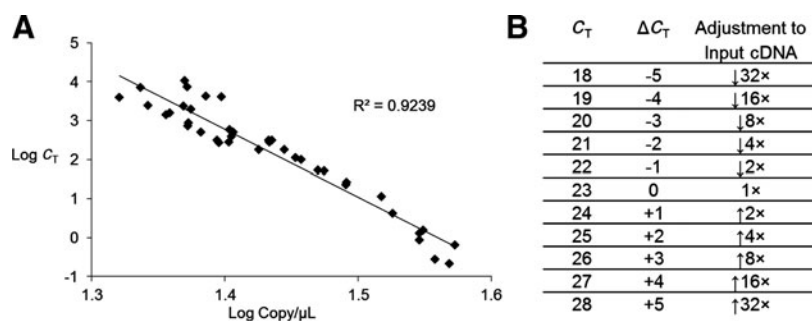 A
5
4
3
2
1
0
-1
Log C_T
R² = 0.9239
1.3 1.4 1.5 1.6
Log Copy/µL
B
C_T ΔC_T Adjustment to Input cDNA
18 -5 ↓32×
19 -4 ↓16×
20 -3 ↓8×
21 -2 ↓4×
22 -1 ↓2×
23 0 1×
24 +1 ↑2×
25 +2 ↑4×
26 +3 ↑8×
27 +4 ↑16×
28 +5 ↑32×